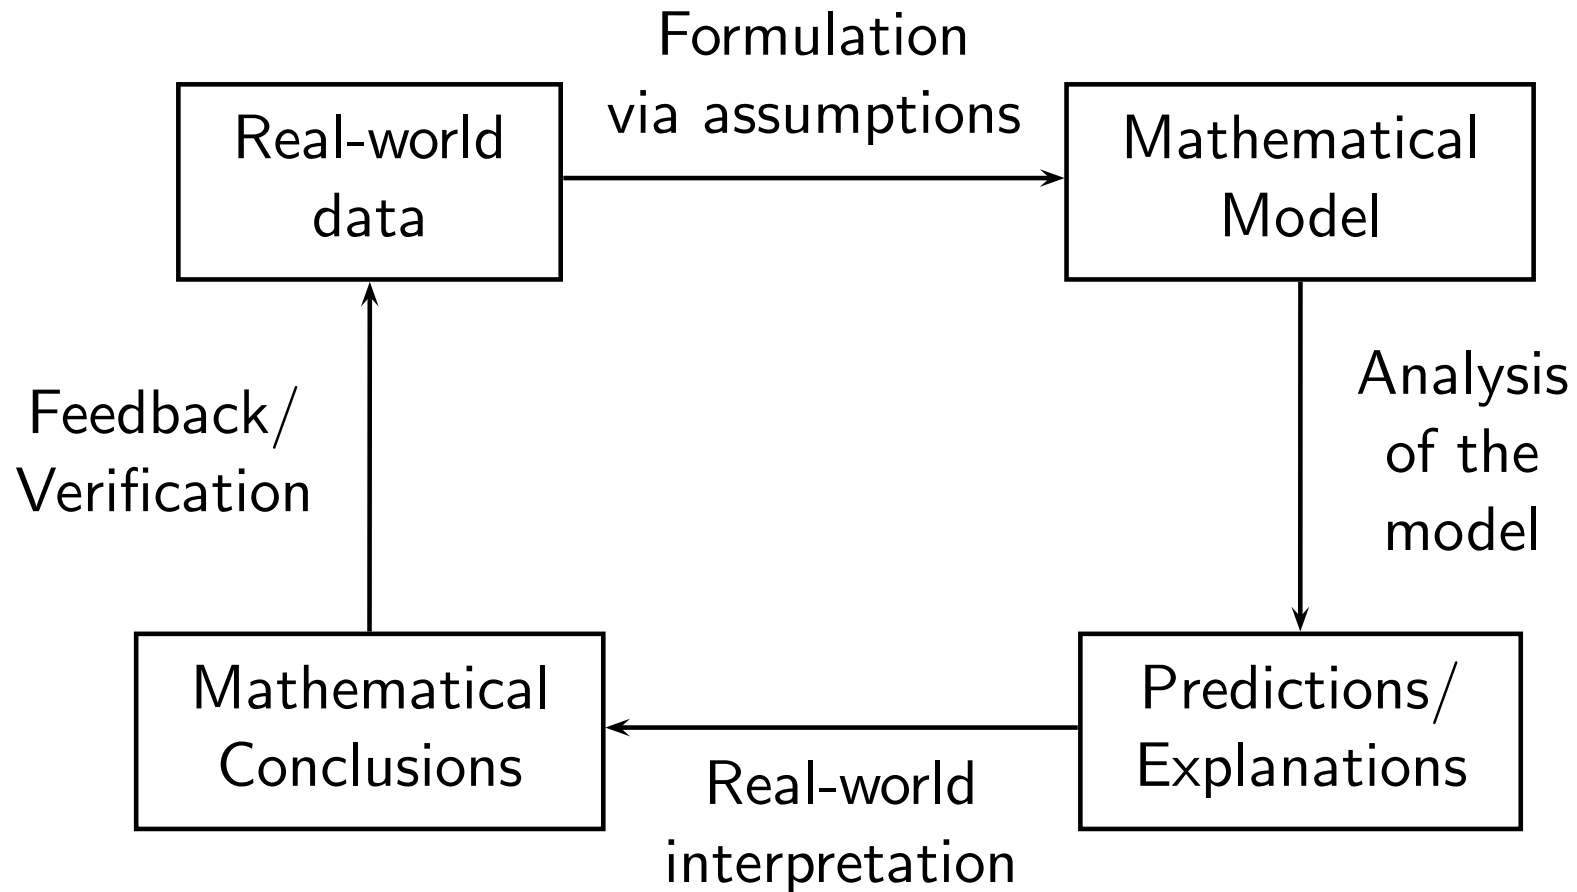 Formulation
via assumptions
Real-world
data
Mathematical
Model
Feedback/
Verification
Analysis
of the
model
Mathematical
Conclusions
Predictions/
Explanations
Real-world
interpretation